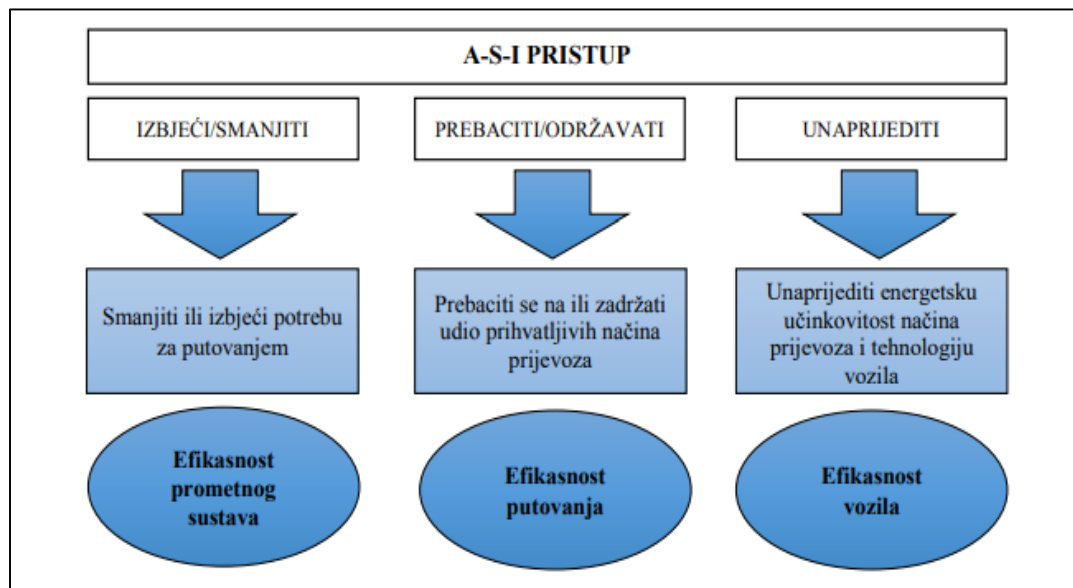 A-S-I PRISTUP
IZBJEĆI/SMANJITI
PREBACITI/ODRŽAVATI
UNAPRIJEDITI
Smanjiti ili izbjeći potrebu
za putovanjem
Prebaciti se na ili zadržati
udio prihvatljivih načina
prijevoza
Unaprijediti energetsku
učinkovitost načina
prijevoza i tehnologiju
vozila
Efikasnost
prometnog
sustava
Efikasnost
putovanja
Efikasnost
vozila